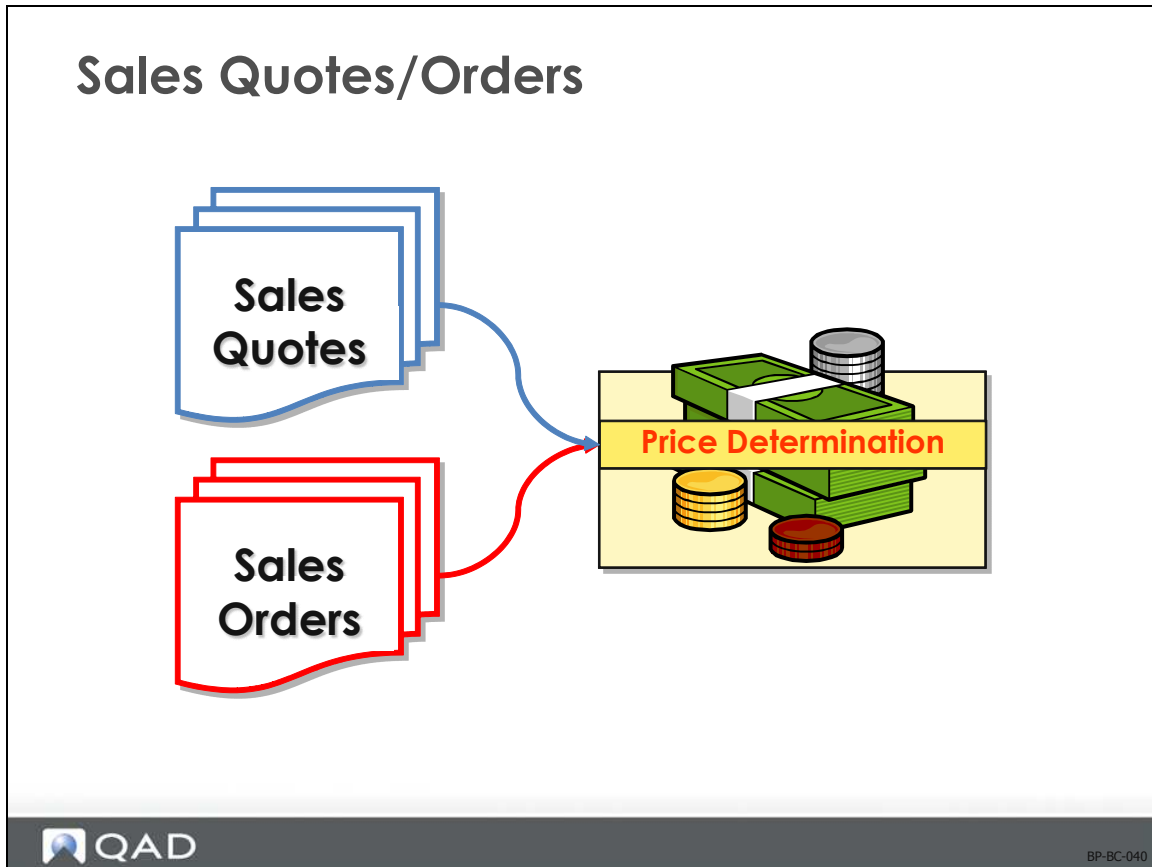 Sales Quotes/Orders
Sales
Quotes
Price Determination
Sales
Orders
QAD
BP-BC-040